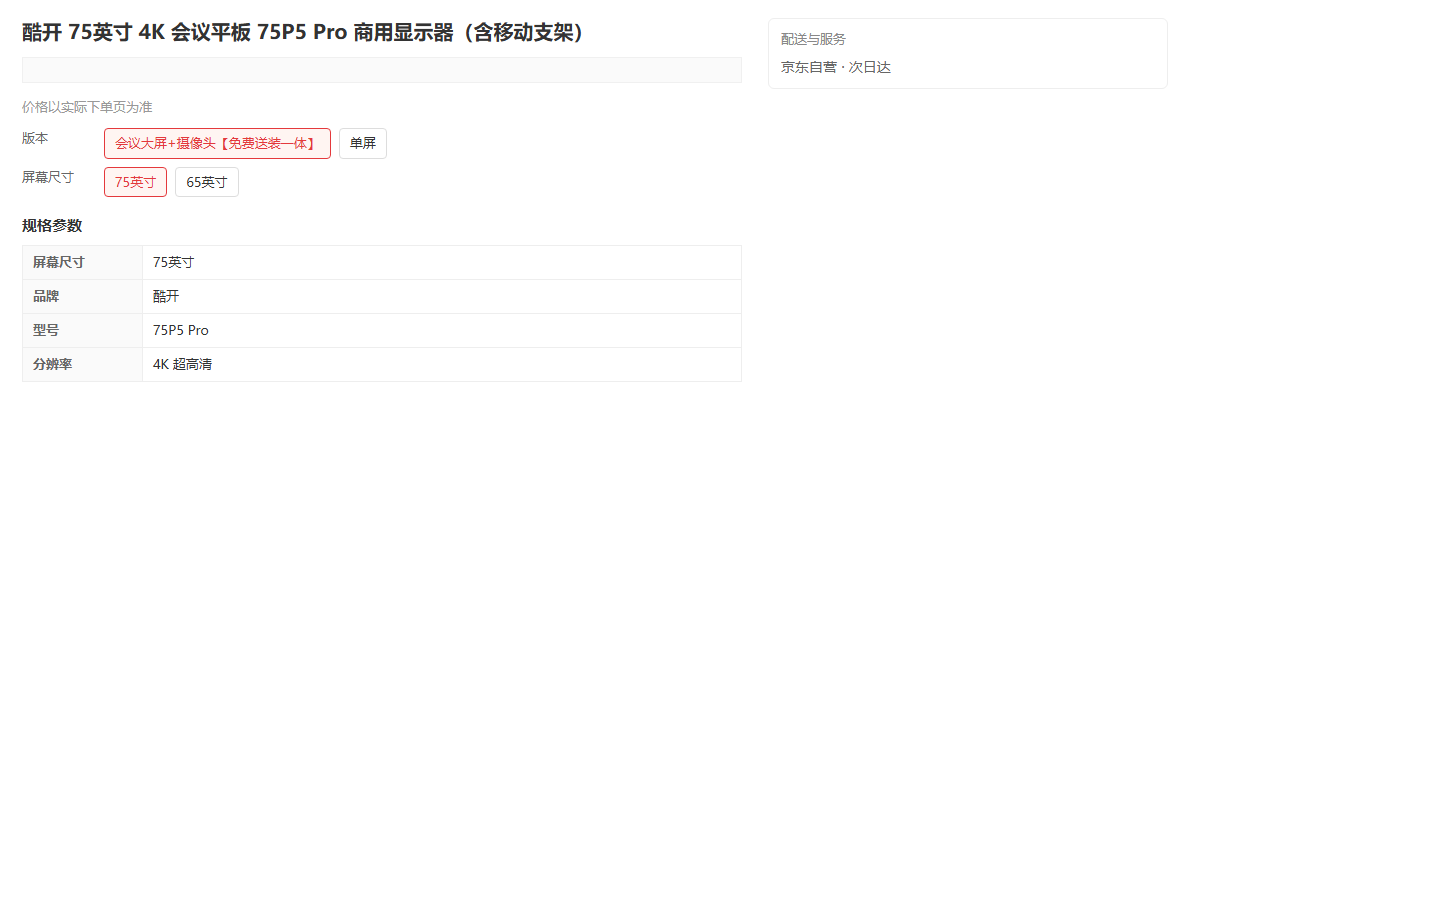 酷开 75英寸 4K 会议平板 75P5 Pro 商用显示器（含移动支架）
价格以实际下单页为准
版本 会议大屏+摄像头【免费送装一体】 单屏
屏幕尺寸 75英寸 65英寸
规格参数
屏幕尺寸 75英寸
品牌 酷开
型号 75P5 Pro
分辨率 4K 超高清
配送与服务
京东自营 · 次日达